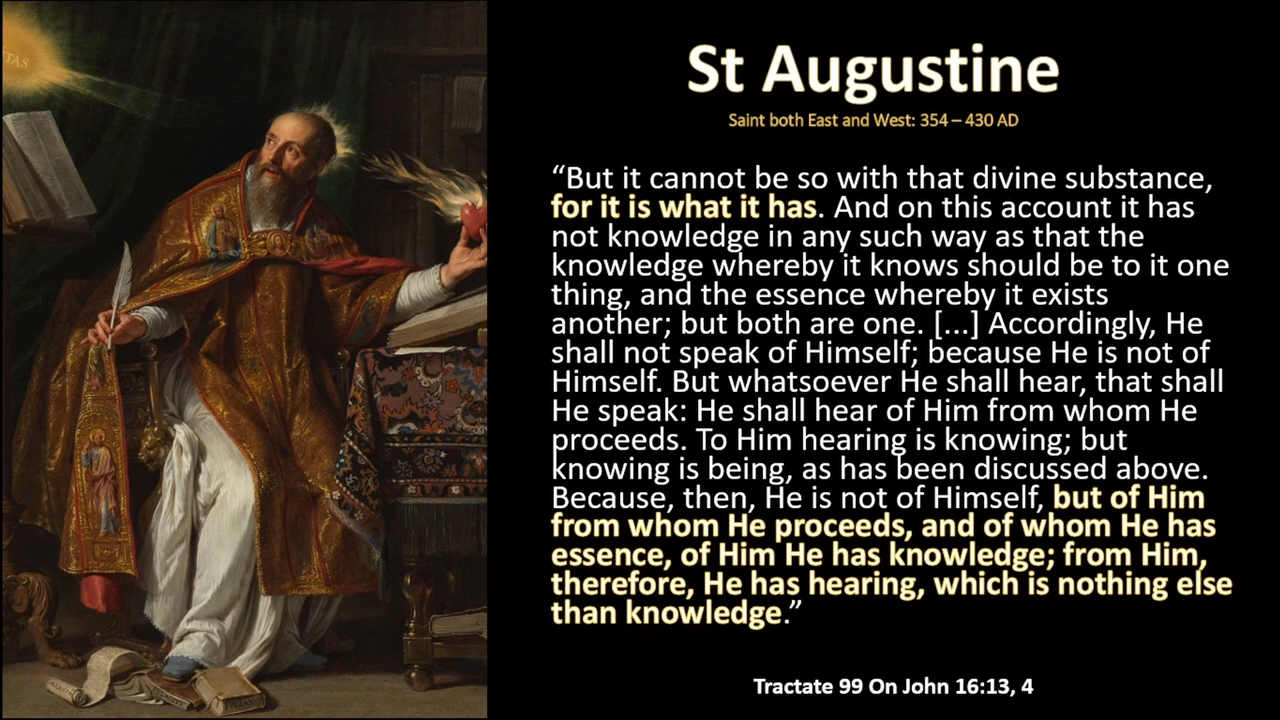 TAS
St Augustine
Saint both East and West: 354 – 430 AD
“But it cannot be so with that divine substance,
for it is what it has. And on this account it has
not knowledge in any such way as that the
knowledge whereby it knows should be to it one
thing, and the essence whereby it exists
another; but both are one. [...] Accordingly, He
shall not speak of Himself; because He is not of
Himself. But whatsoever He shall hear, that shall
He speak: He shall hear of Him from whom He
proceeds. To Him hearing is knowing; but
knowing is being, as has been discussed above.
Because, then, He is not of Himself, but of Him
from whom He proceeds, and of whom He has
essence, of Him He has knowledge; from Him,
therefore, He has hearing, which is nothing else
than knowledge.”
Tractate 99 On John 16:13, 4